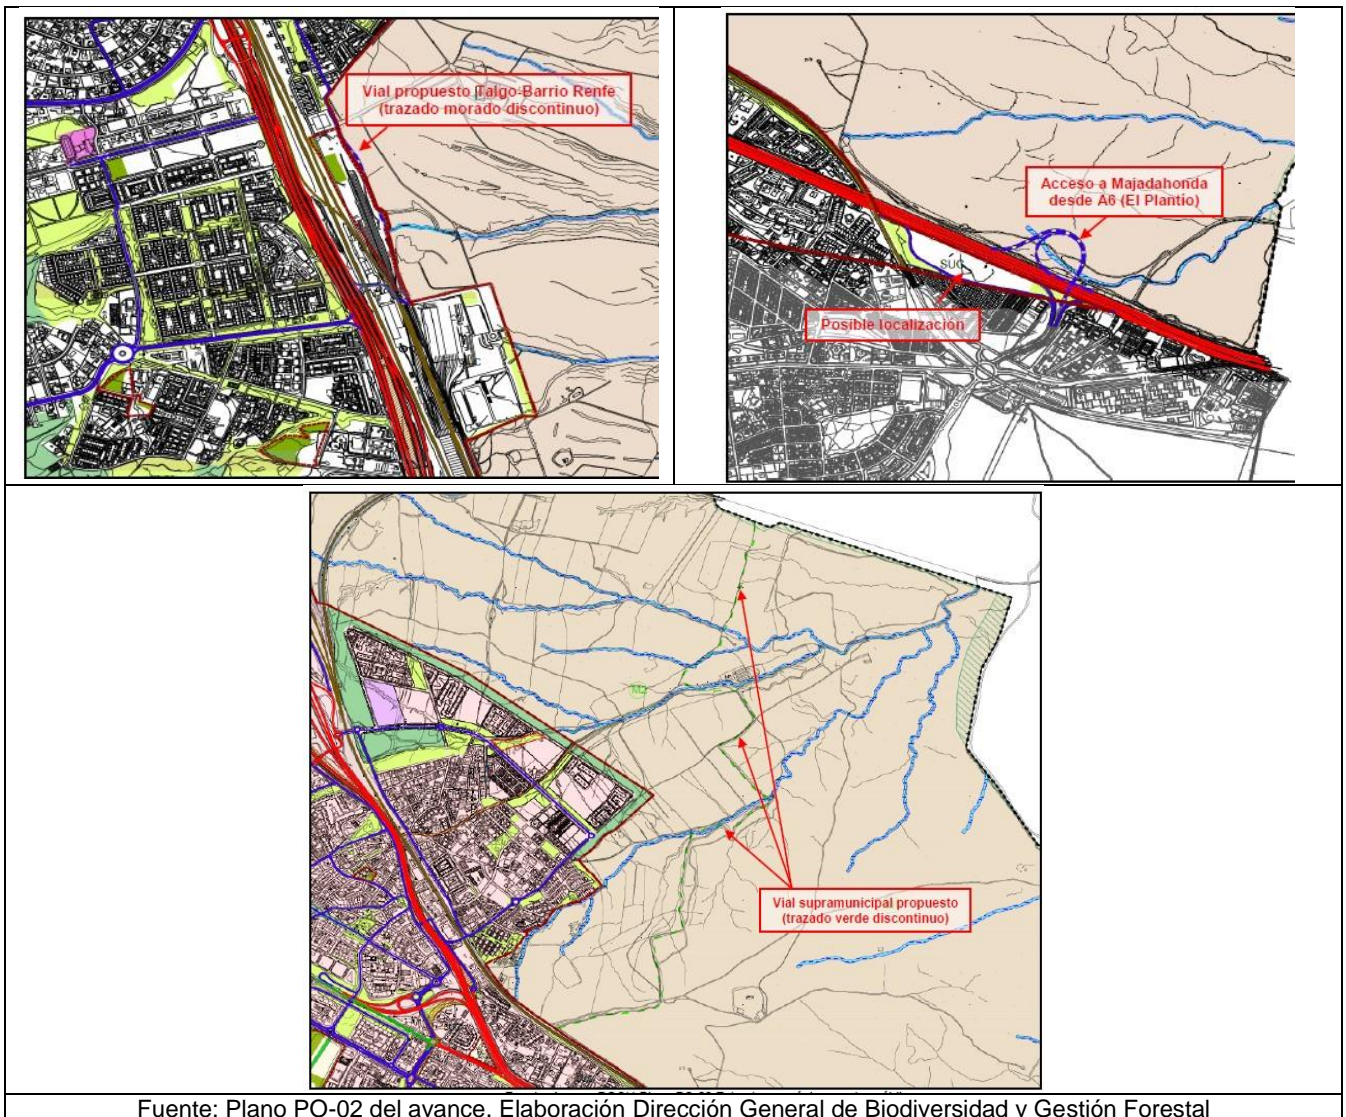 Vial propuesto Talgo-Barrio Renfe
(trazado morado discontinuo)
Acceso a Majadahonda
desde A6 (El Plantío)
SUC
Posible localización
M2
Vial supramunicipal propuesto
(trazado verde discontinuo)
Fuente: Plano PO-02 del avance. Elaboración Dirección General de Biodiversidad y Gestión Forestal